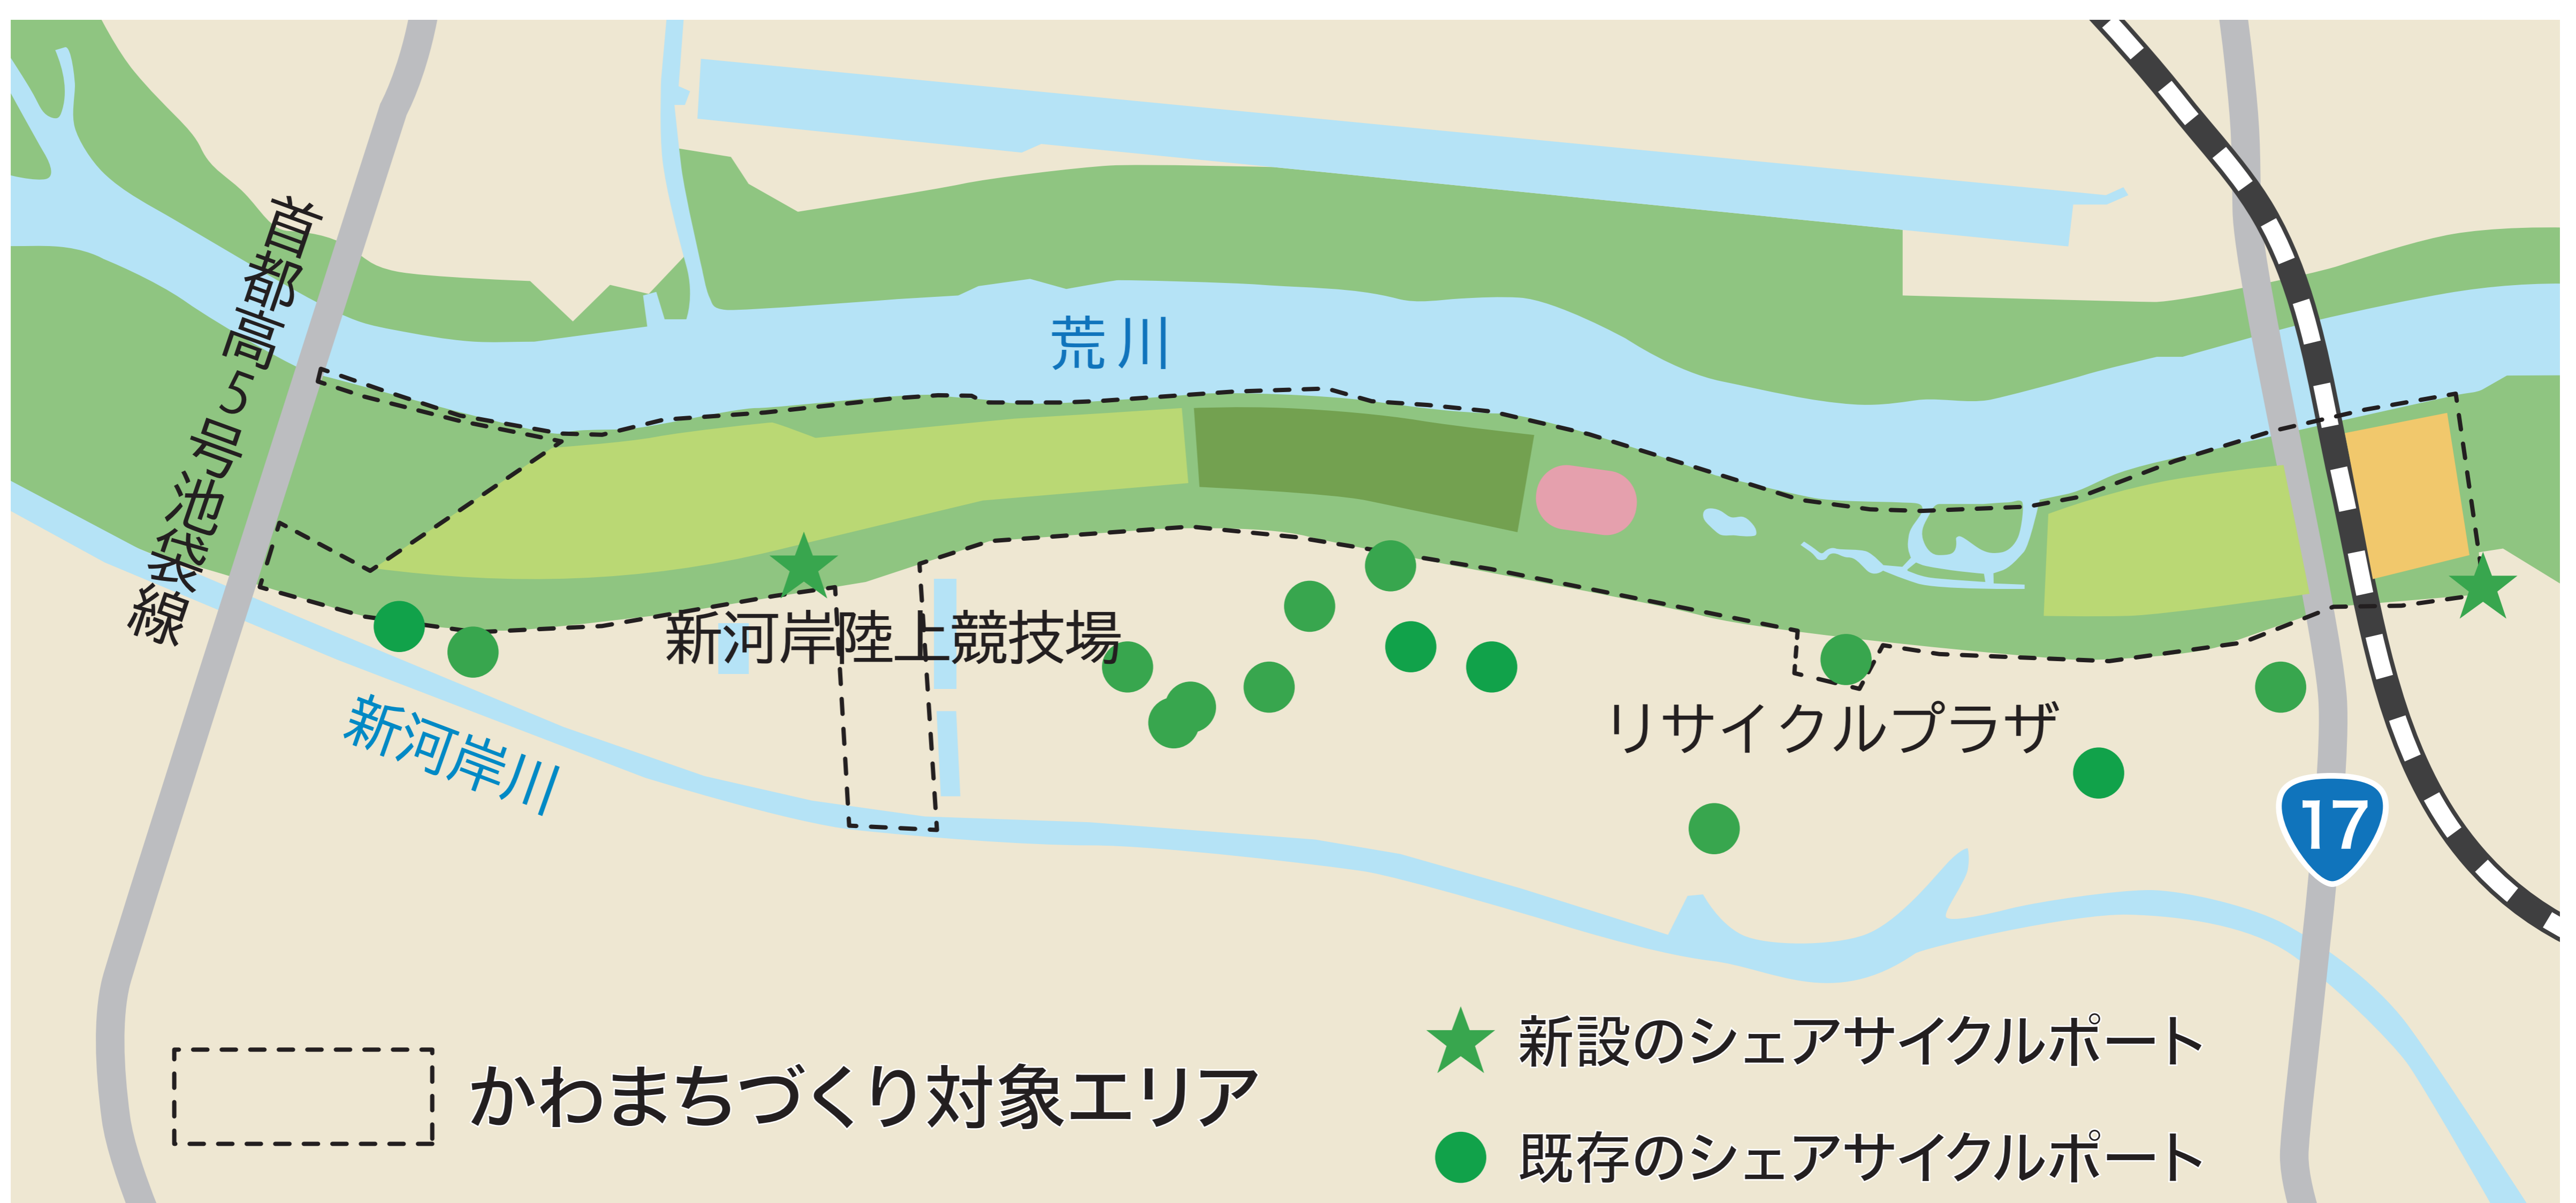 首都高5号池袋線
荒川
新河岸陸上競技場
新河岸川
リサイクルプラザ
17
かわまちづくり対象エリア
新設のシェアサイクルポート
既存のシェアサイクルポート